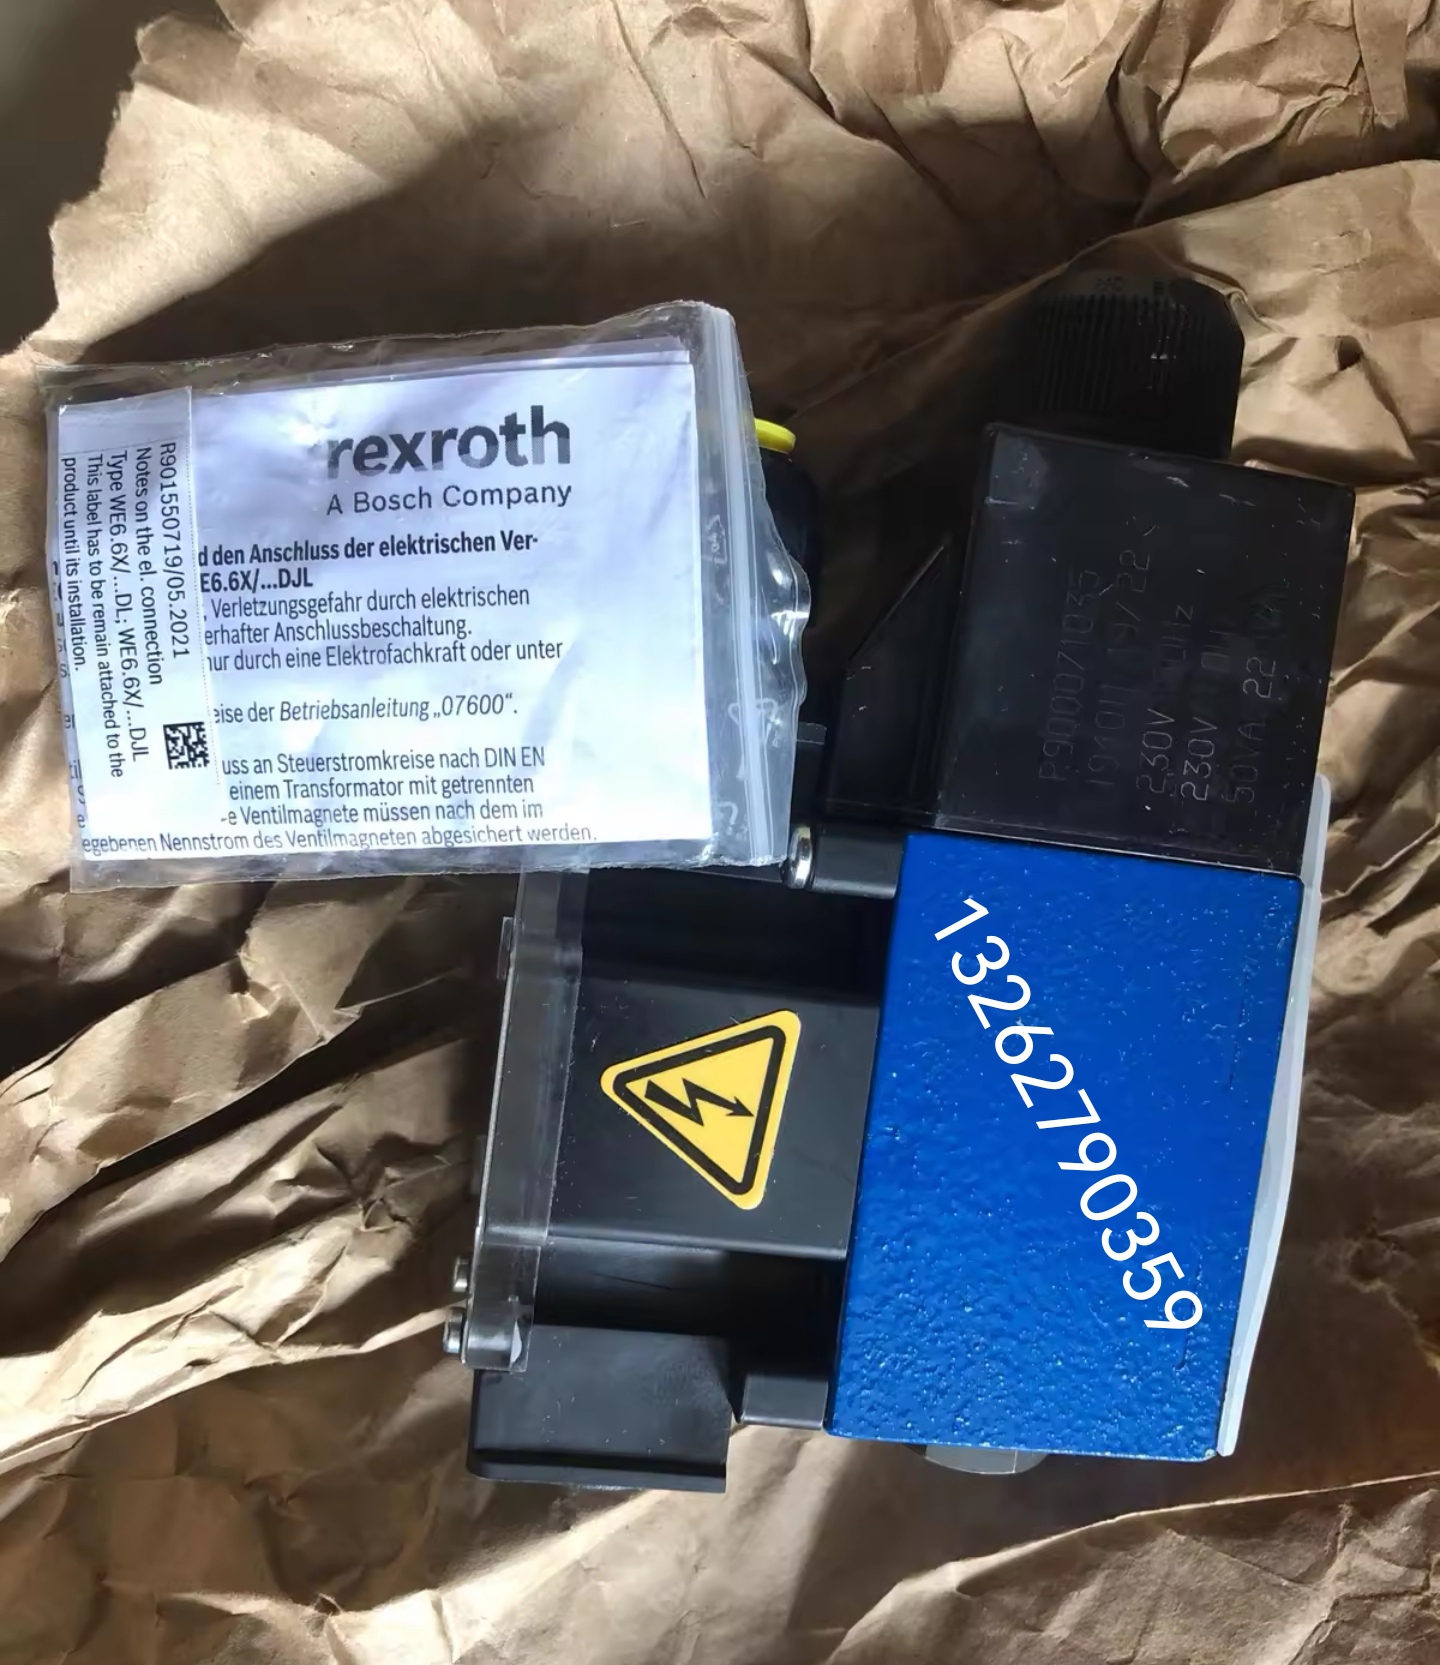 rexroth
A Bosch Company
d den Anschluss der elektrischen Ver-
E6.6X/...DJL
Verletzungsgefahr durch elektrischen
erhafter Anschlussbeschaltung.
nur durch eine Elektrofachkraft oder unter
eise der Betriebsanleitung „07600“.
uss an Steuerstromkreise nach DIN EN
einem Transformator mit getrennten
-e Ventilmagnete müssen nach dem im
egebenen Nennstrom des Ventilmagneten abgesichert werden.
R901550719/05.2021
Notes on the el. connection
Type WE6.6X/...DL; WE6.6X/...DJL
This label has to be remain attached to the
product until its installation.
230V
230V
50VA 22
13262790359